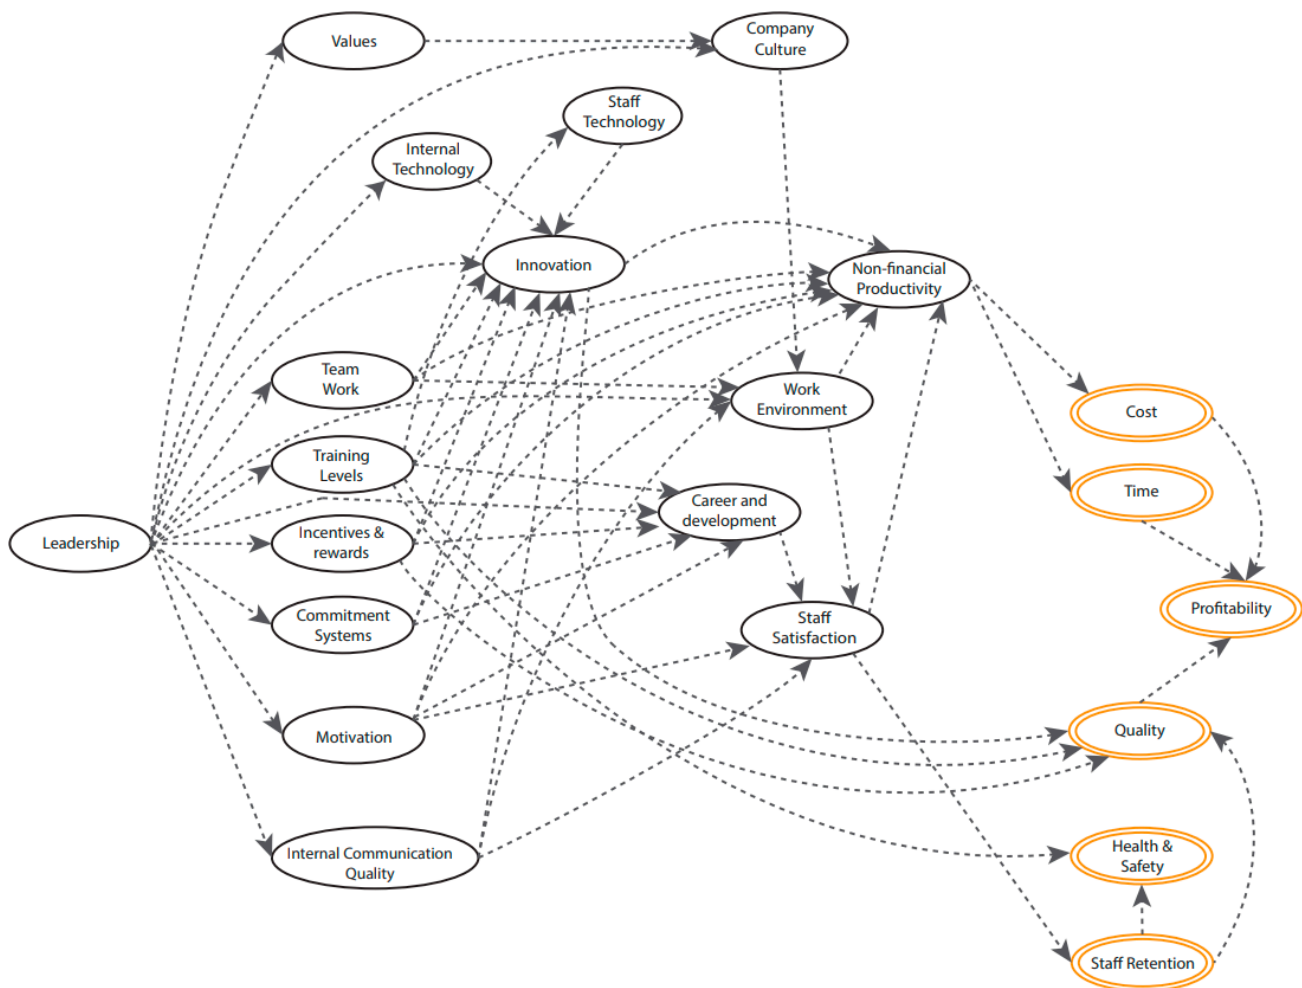 Values
Company
Culture
Staff
Technology
Internal
Technology
Innovation
Non-financial
Productivity
Team
Work
Work
Environment
Cost
Training
Levels
Time
Career and
development
Leadership
Incentives &
rewards
Commitment
Systems
Staff
Satisfaction
Profitability
Motivation
Quality
Internal Communication
Quality
Health &
Safety
Staff Retention